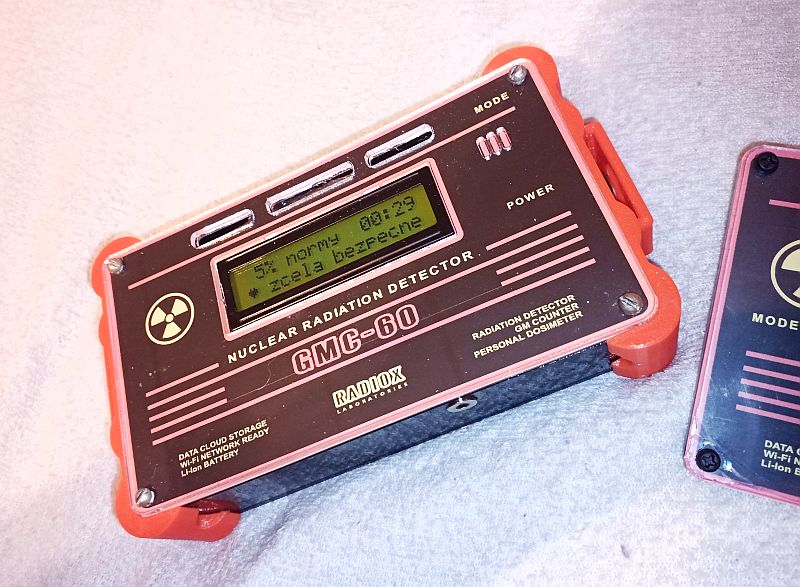 MODE
POWER
5% normy 00:29
♥ zcela bezpecne
NUCLEAR RADIATION DETECTOR
GMC-60
RADIATION DETECTOR
GM COUNTER
PERSONAL DOSIMETER
RADIOX
LABORATORIES
DATA CLOUD STORAGE
Wi-Fi NETWORK READY
Li-Ion BATTERY
MODE
DATA C
Wi-Fi N
Li-Ion B